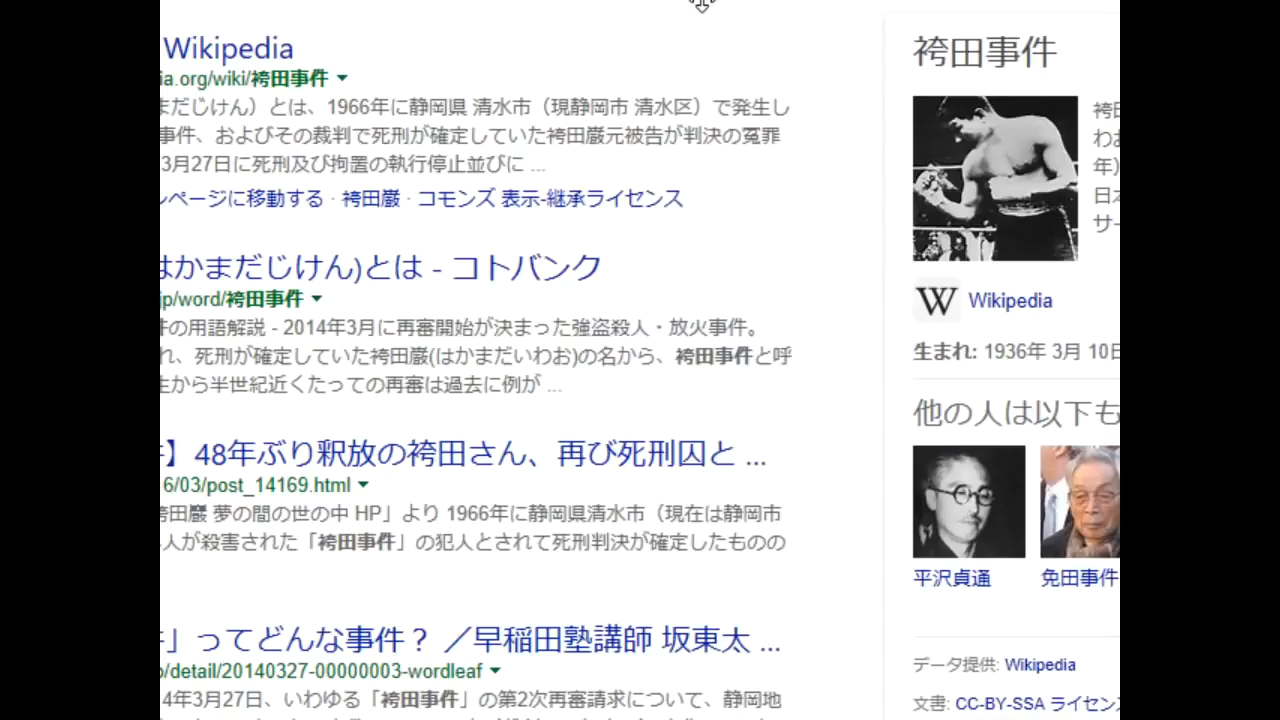 Wikipedia
ia.org/wiki/袴田事件
まだじけん）とは、1966年に静岡県 清水市（現静岡市 清水区）で発生し
事件、およびその裁判で死刑が確定していた袴田巌元被告が判決の冤罪
3月27日に死刑及び拘置の執行停止並びに ...
ページに移動する · 袴田巌 · コモンズ 表示-継承ライセンス
はかまだじけん)とは - コトバンク
jp/word/袴田事件
件の用語解説 - 2014年3月に再審開始が決まった強盗殺人・放火事件。
れ、死刑が確定していた袴田巌(はかまだいわお)の名から、袴田事件と呼
生から半世紀近くたっての再審は過去に例が ...
件】48年ぶり釈放の袴田さん、再び死刑囚と ...
6/03/post_14169.html
袴田巖 夢の間の世の中 HP」より 1966年に静岡県清水市（現在は静岡市
人が殺害された「袴田事件」の犯人とされて死刑判決が確定したものの
件」ってどんな事件？ ／早稲田塾講師 坂東太 ...
o/detail/20140327-00000003-wordleaf
4年3月27日、いわゆる「袴田事件」の第2次再審請求について、静岡地
袴田事件
袴田
わお
年）
日本
サー
W Wikipedia
生まれ: 1936年 3月 10日
他の人は以下も
平沢貞通
免田事件
データ提供: Wikipedia
文書: CC-BY-SSA ライセンス